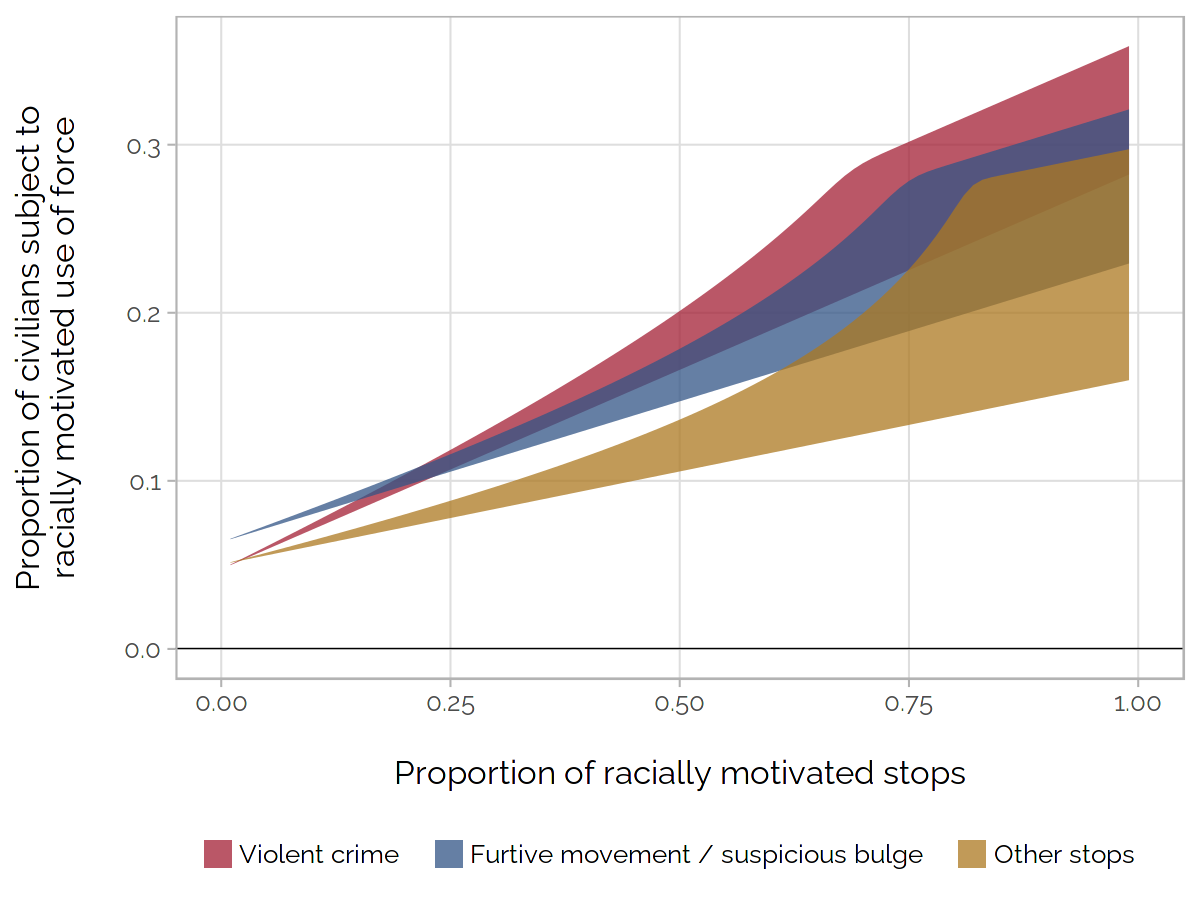 Proportion of civilians subject to
racially motivated use of force
0.3
0.2
0.1
0.0
0.00 0.25 0.50 0.75 1.00
Proportion of racially motivated stops
Violent crime Furtive movement / suspicious bulge Other stops